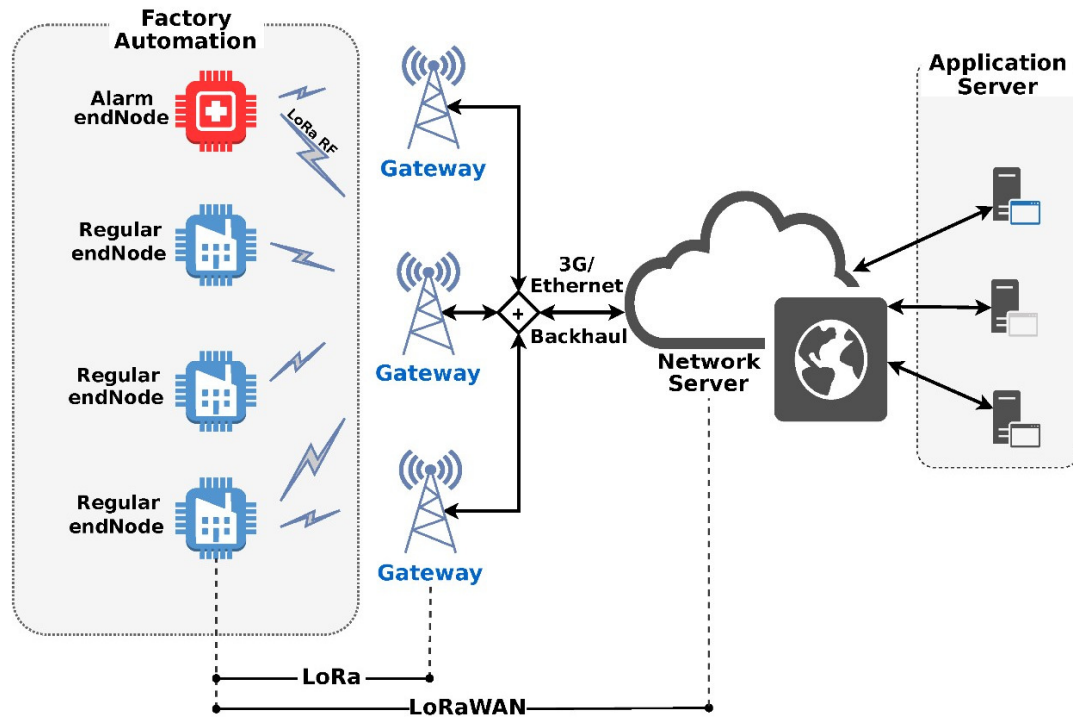 Factory
Automation
Alarm
endNode
LoRa RF
Regular
endNode
Regular
endNode
Regular
endNode
Gateway
Gateway
Gateway
+
3G/
Ethernet
Backhaul
Network
Server
Application
Server
LoRa
LoRaWAN